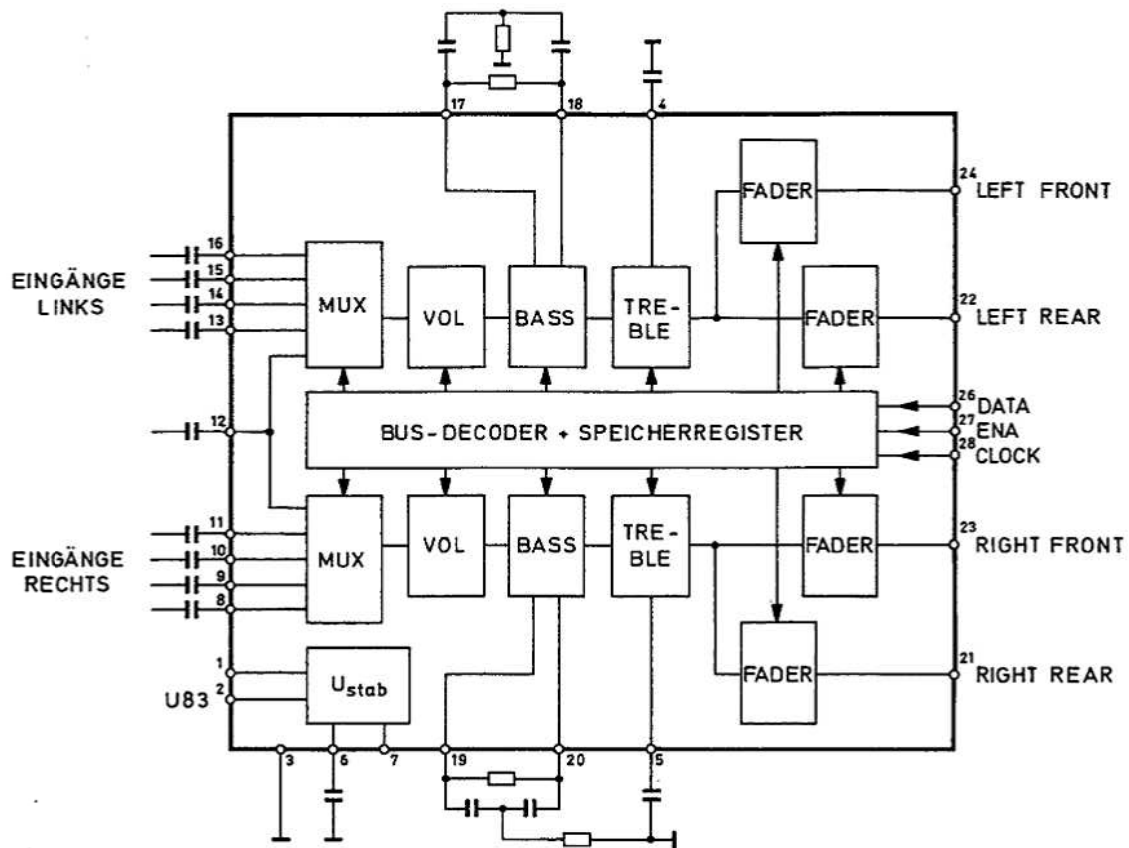 17
18
4
24
FADER
LEFT FRONT
16
EINGÄNGE
LINKS
15
14
13
MUX
VOL
BASS
TRE-
BLE
FADER
22
LEFT REAR
12
BUS-DECODER + SPEICHERREGISTER
26
DATA
27
ENA
28
CLOCK
11
EINGÄNGE
RECHTS
10
9
8
MUX
VOL
BASS
TRE-
BLE
FADER
23
RIGHT FRONT
1
U83
2
Ustab
FADER
21
RIGHT REAR
3
6
7
19
20
5